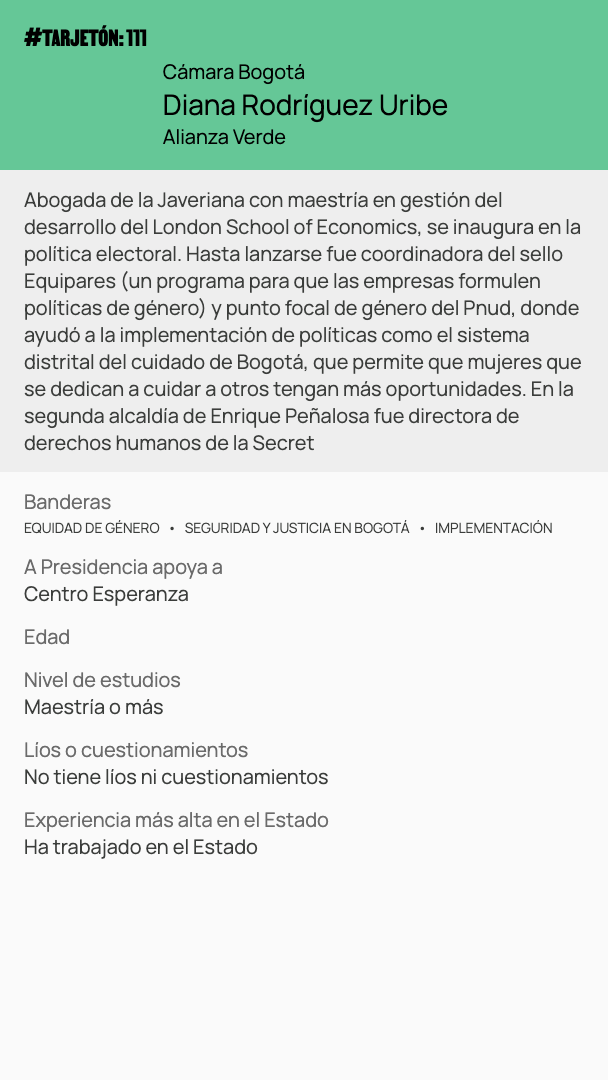 #TARJETÓN: 111
Cámara Bogotá
Diana Rodríguez Uribe
Alianza Verde
Abogada de la Javeriana con maestría en gestión del
desarrollo del London School of Economics, se inaugura en la
política electoral. Hasta lanzarse fue coordinadora del sello
Equipares (un programa para que las empresas formulen
políticas de género) y punto focal de género del Pnud, donde
ayudó a la implementación de políticas como el sistema
distrital del cuidado de Bogotá, que permite que mujeres que
se dedican a cuidar a otros tengan más oportunidades. En la
segunda alcaldía de Enrique Peñalosa fue directora de
derechos humanos de la Secret
Banderas
EQUIDAD DE GÉNERO • SEGURIDAD Y JUSTICIA EN BOGOTÁ • IMPLEMENTACIÓN
A Presidencia apoya a
Centro Esperanza
Edad
Nivel de estudios
Maestría o más
Líos o cuestionamientos
No tiene líos ni cuestionamientos
Experiencia más alta en el Estado
Ha trabajado en el Estado